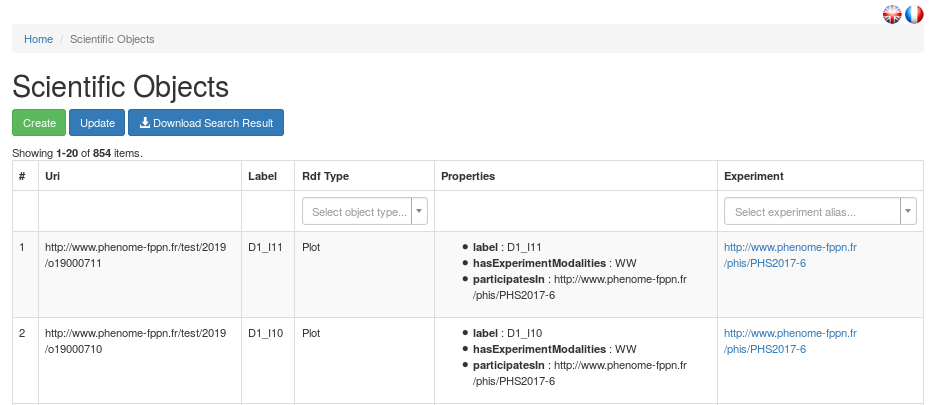 Home / Scientific Objects
Scientific Objects
Create Update Download Search Result
Showing 1-20 of 854 items.
# Uri Label Rdf Type Properties Experiment
Select object type... Select experiment alias...
1 http://www.phenome-fppn.fr/test/2019 D1_I11 Plot • label : D1_I11 http://www.phenome-fppn.fr
/o19000711 • hasExperimentModalities : WW /phis/PHS2017-6
• participatesIn : http://www.phenome-fppn.fr
/phis/PHS2017-6
2 http://www.phenome-fppn.fr/test/2019 D1_I10 Plot • label : D1_I10 http://www.phenome-fppn.fr
/o19000710 • hasExperimentModalities : WW /phis/PHS2017-6
• participatesIn : http://www.phenome-fppn.fr
/phis/PHS2017-6